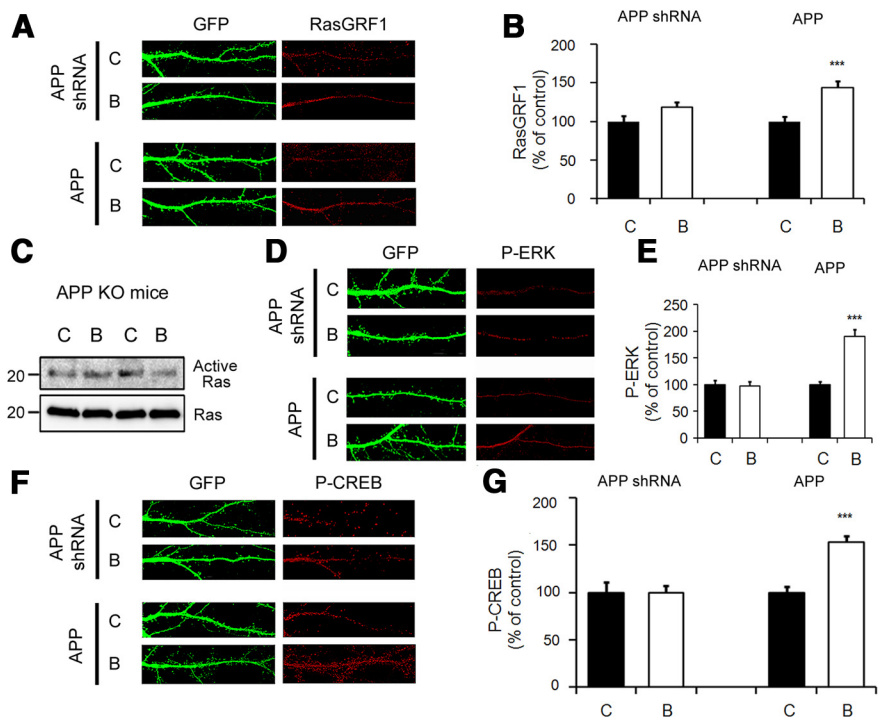 A
GFP RasGRF1
APP shRNA
C
B
APP
C
B
B
APP shRNA APP
RasGRF1
(% of control)
200
150
100
50
0
***
C B C B
C
APP KO mice
C B C B
20
Active Ras
20
Ras
D
GFP P-ERK
APP shRNA
C
B
APP
C
B
E
APP shRNA APP
P-ERK
(% of control)
250
200
150
100
50
0
***
C B C B
F
GFP P-CREB
APP shRNA
C
B
APP
C
B
G
APP shRNA APP
P-CREB
(% of control)
200
150
100
50
0
***
C B C B